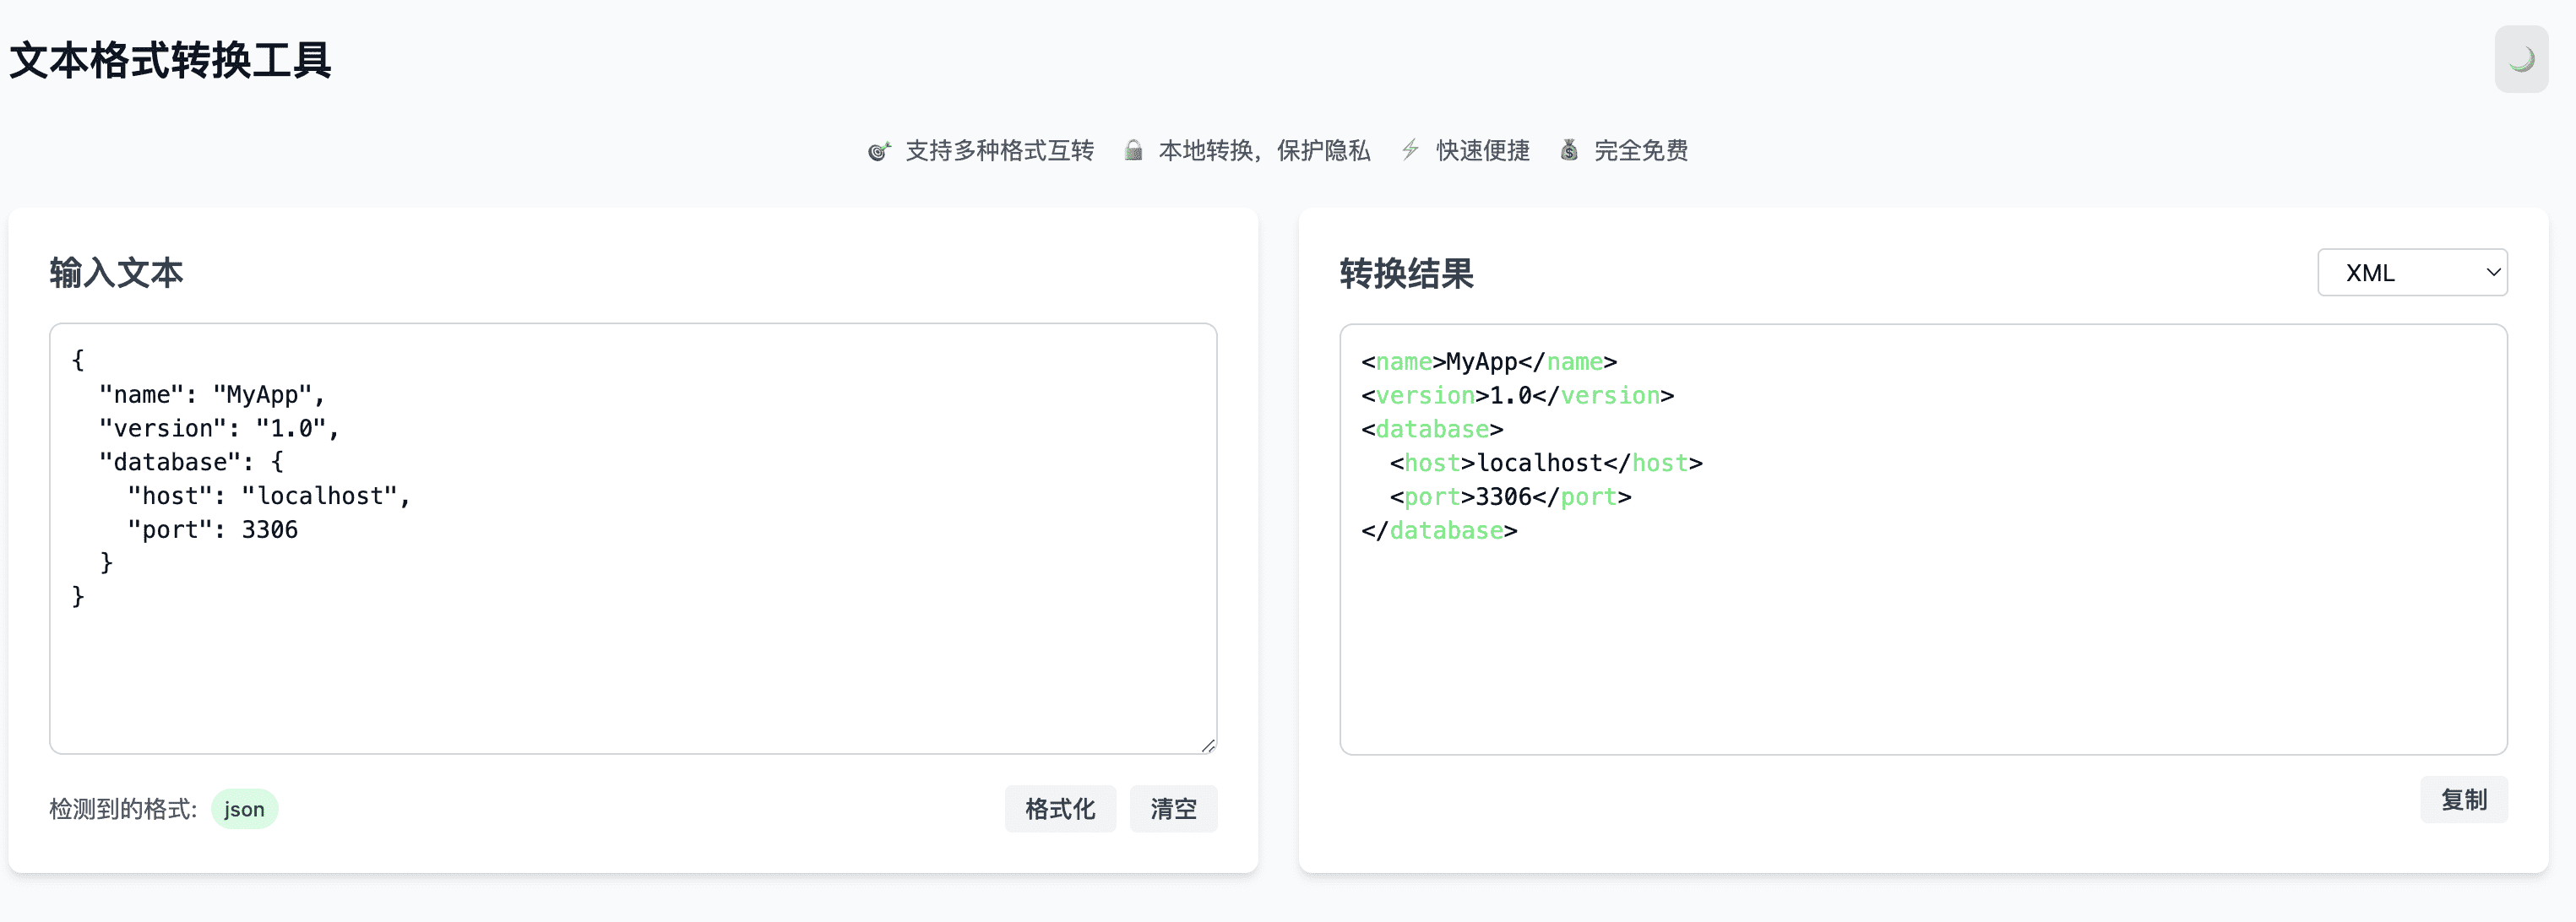 文本格式转换工具
支持多种格式互转 本地转换，保护隐私 快速便捷 完全免费
输入文本
{
  "name": "MyApp",
  "version": "1.0",
  "database": {
    "host": "localhost",
    "port": 3306
  }
}
检测到的格式: json 格式化 清空
转换结果 XML
<name>MyApp</name>
<version>1.0</version>
<database>
  <host>localhost</host>
  <port>3306</port>
</database>
复制